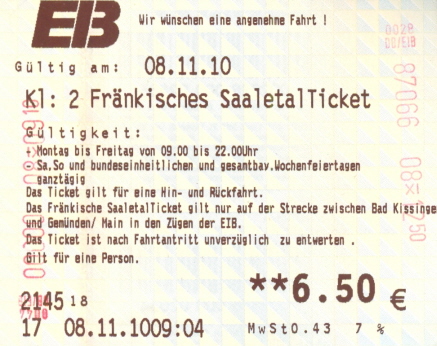 EIB
Wir wünschen eine angenehme Fahrt !
0028
DB/EIB
Gültig am: 08.11.10
Kl: 2 Fränkisches SaaletalTicket
87066
Gültigkeit:
Montag bis Freitag von 09.00 bis 22.00Uhr
Sa,So und bundeseinheitlichen und gesamtbay.Wochenfeiertagen
ganztägig
Das Ticket gilt für eine Hin- und Rückfahrt.
Das Fränkische SaaletalTicket gilt nur auf der Strecke zwischen Bad Kissinge
und Gemünden/ Main in den Zügen der EIB.
Das Ticket ist nach Fahrtantritt unverzüglich zu entwerten .
Gilt für eine Person.
**6.50 €
2145 18
17 08.11.1009:04 MwSt0.43 7 %